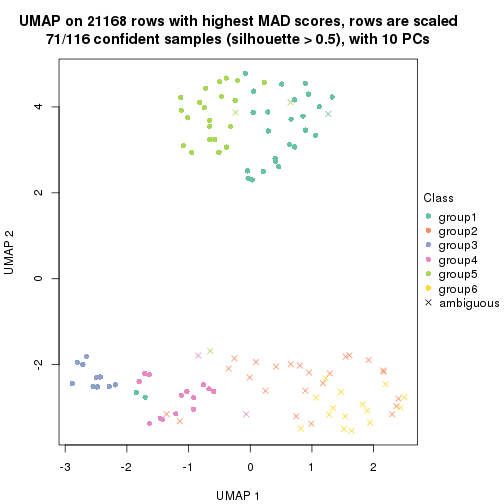 UMAP on 21168 rows with highest MAD scores, rows are scaled
71/116 confident samples (silhouette > 0.5), with 10 PCs
4
2
0
-2
UMAP 2
-3
-2
-1
0
1
2
UMAP 1
Class
group1
group2
group3
group4
group5
group6
ambiguous